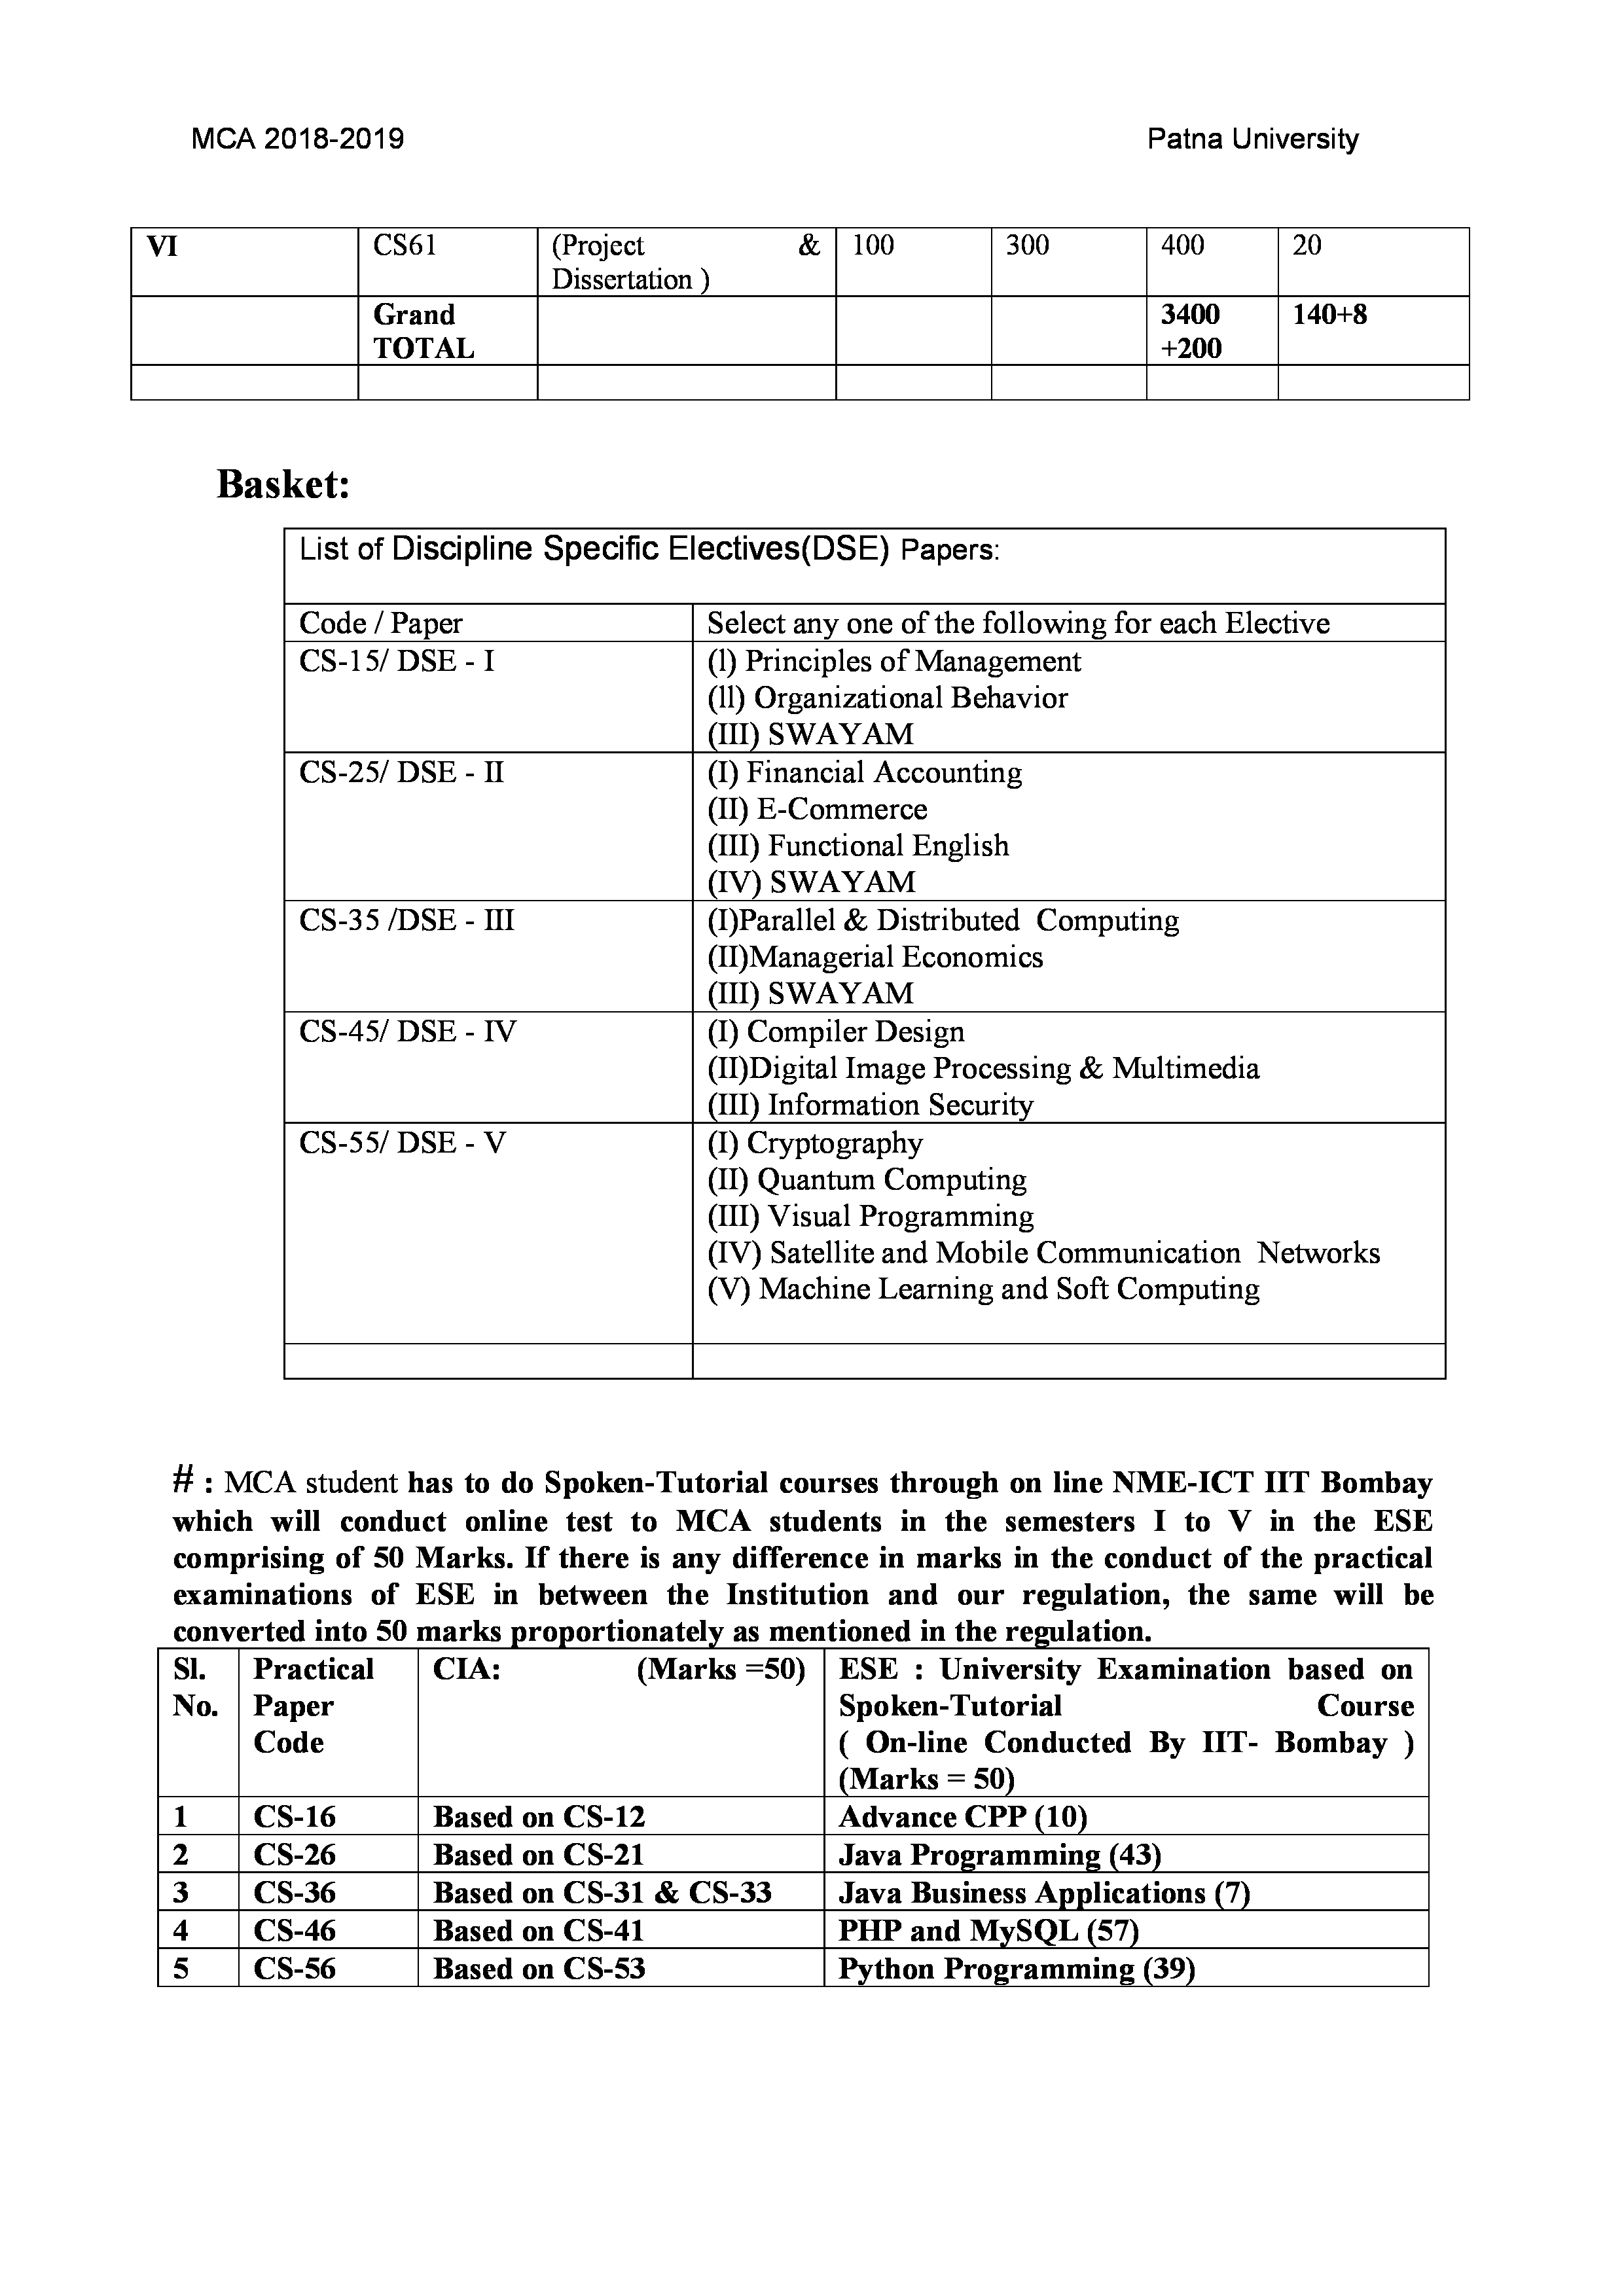 MCA 2018-2019 Patna University
VI CS61 (Project & 100 300 400 20
Dissertation )
Grand 3400 140+8
TOTAL +200
Basket:
List of Discipline Specific Electives(DSE) Papers:
Code / Paper Select any one of the following for each Elective
CS-15/ DSE - I (l) Principles of Management
(ll) Organizational Behavior
(III) SWAYAM
CS-25/ DSE - II (I) Financial Accounting
(II) E-Commerce
(III) Functional English
(IV) SWAYAM
CS-35 /DSE - III (I)Parallel & Distributed Computing
(II)Managerial Economics
(III) SWAYAM
CS-45/ DSE - IV (I) Compiler Design
(II)Digital Image Processing & Multimedia
(III) Information Security
CS-55/ DSE - V (I) Cryptography
(II) Quantum Computing
(III) Visual Programming
(IV) Satellite and Mobile Communication Networks
(V) Machine Learning and Soft Computing
# : MCA student has to do Spoken-Tutorial courses through on line NME-ICT IIT Bombay
which will conduct online test to MCA students in the semesters I to V in the ESE
comprising of 50 Marks. If there is any difference in marks in the conduct of the practical
examinations of ESE in between the Institution and our regulation, the same will be
converted into 50 marks proportionately as mentioned in the regulation.
Sl. Practical CIA: (Marks =50) ESE : University Examination based on
No. Paper Spoken-Tutorial Course
Code ( On-line Conducted By IIT- Bombay )
(Marks = 50)
1 CS-16 Based on CS-12 Advance CPP (10)
2 CS-26 Based on CS-21 Java Programming (43)
3 CS-36 Based on CS-31 & CS-33 Java Business Applications (7)
4 CS-46 Based on CS-41 PHP and MySQL (57)
5 CS-56 Based on CS-53 Python Programming (39)